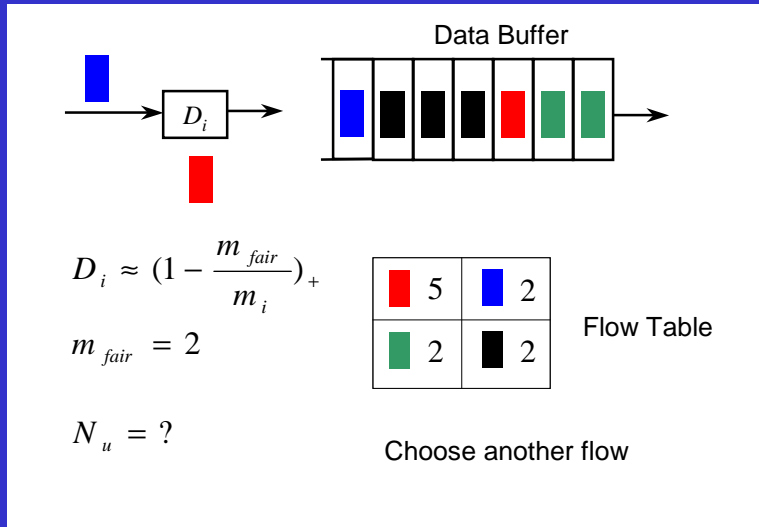 Data Buffer
D_i
D_i ≈ (1 − m_fair / m_i)_+
5 2
m_fair = 2
2 2
Flow Table
N_u = ?
Choose another flow